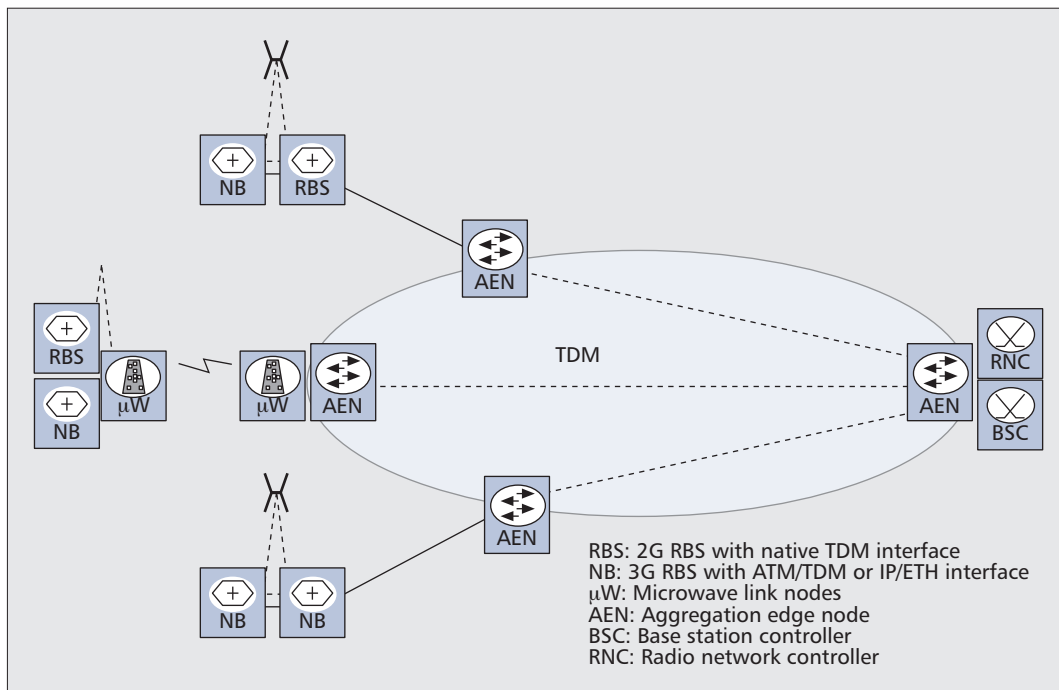 NB
RBS
AEN
RBS
NB
μW
μW
AEN
TDM
AEN
RNC
BSC
AEN
NB
NB
RBS: 2G RBS with native TDM interface
NB: 3G RBS with ATM/TDM or IP/ETH interface
μW: Microwave link nodes
AEN: Aggregation edge node
BSC: Base station controller
RNC: Radio network controller